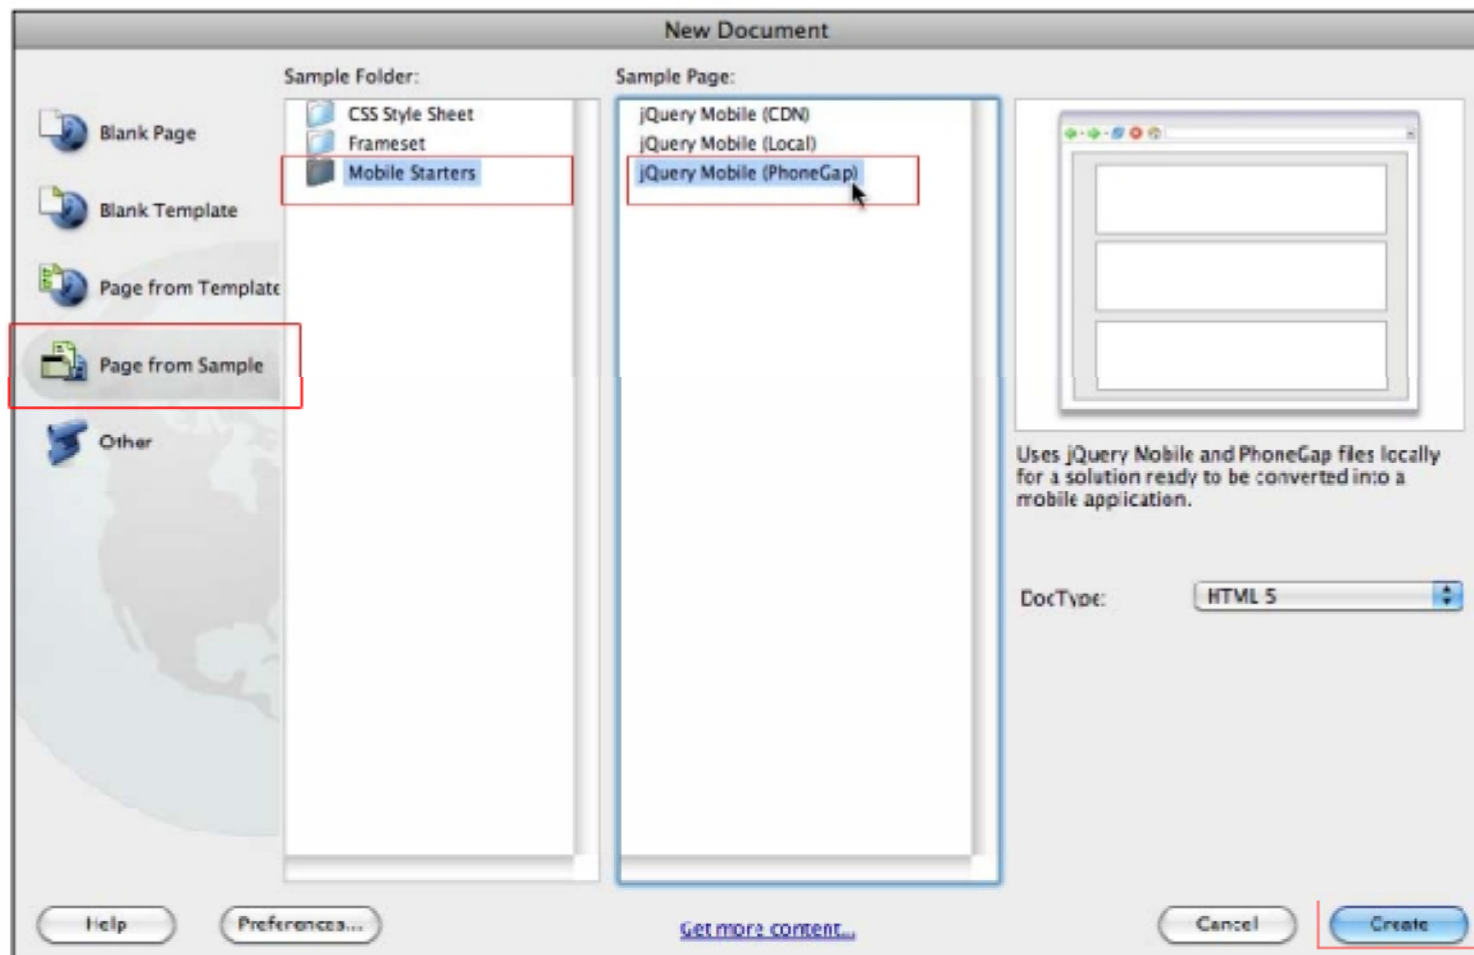 New Document
Blank Page
Blank Template
Page from Template
Page from Sample
Other
Sample Folder:
CSS Style Sheet
Frameset
Mobile Starters
Sample Page:
jQuery Mobile (CDN)
jQuery Mobile (Local)
jQuery Mobile (PhoneGap)
Uses jQuery Mobile and PhoneGap files locally
for a solution ready to be converted into a
mobile application.
DocType:
HTML 5
Help
Preferences...
Get more content...
Cancel
Create